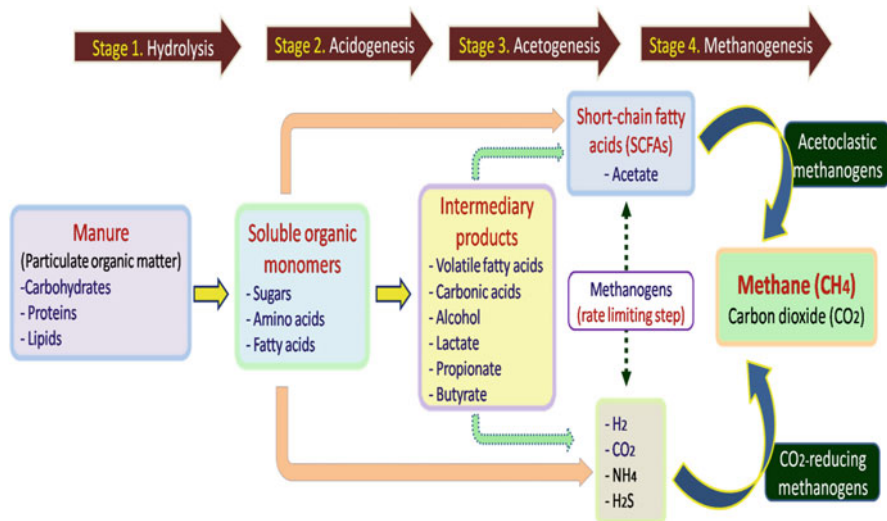 Stage 1. Hydrolysis
Stage 2. Acidogenesis
Stage 3. Acetogenesis
Stage 4. Methanogenesis
Manure
(Particulate organic matter)
-Carbohydrates
- Proteins
- Lipids
Soluble organic
monomers
- Sugars
- Amino acids
- Fatty acids
Intermediary
products
- Volatile fatty acids
- Carbonic acids
- Alcohol
- Lactate
- Propionate
- Butyrate
Short-chain fatty
acids (SCFAs)
- Acetate
Methanogens
(rate limiting step)
- H2
- CO2
- NH4
- H2S
Acetoclastic
methanogens
Methane (CH4)
Carbon dioxide (CO2)
CO2-reducing
methanogens